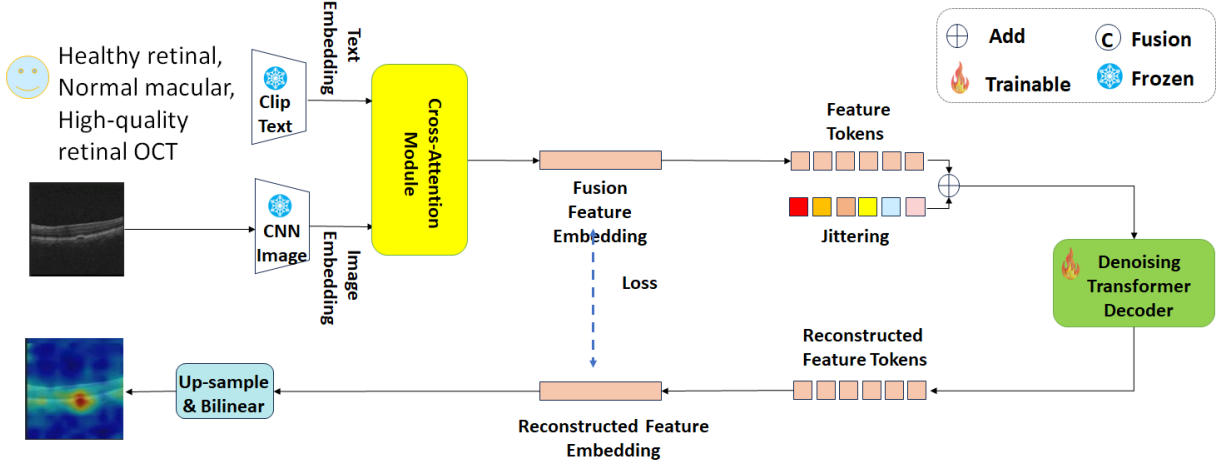 Healthy retinal,
Normal macular,
High-quality
retinal OCT
Clip
Text
Text
Embedding
CNN
Image
Image
Embedding
Cross-Attention
Module
Fusion
Feature
Embedding
Feature
Tokens
Jittering
Add
C Fusion
Trainable
Frozen
Denoising
Transformer
Decoder
Loss
Reconstructed
Feature Tokens
Reconstructed Feature
Embedding
Up-sample
& Bilinear